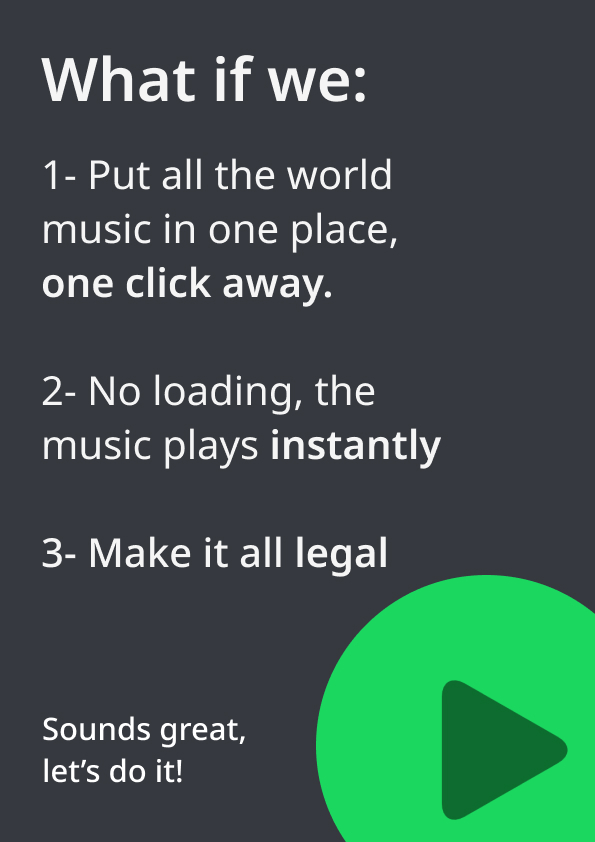 What if we:
1- Put all the world
music in one place,
one click away.
2- No loading, the
music plays instantly
3- Make it all legal
Sounds great,
let’s do it!